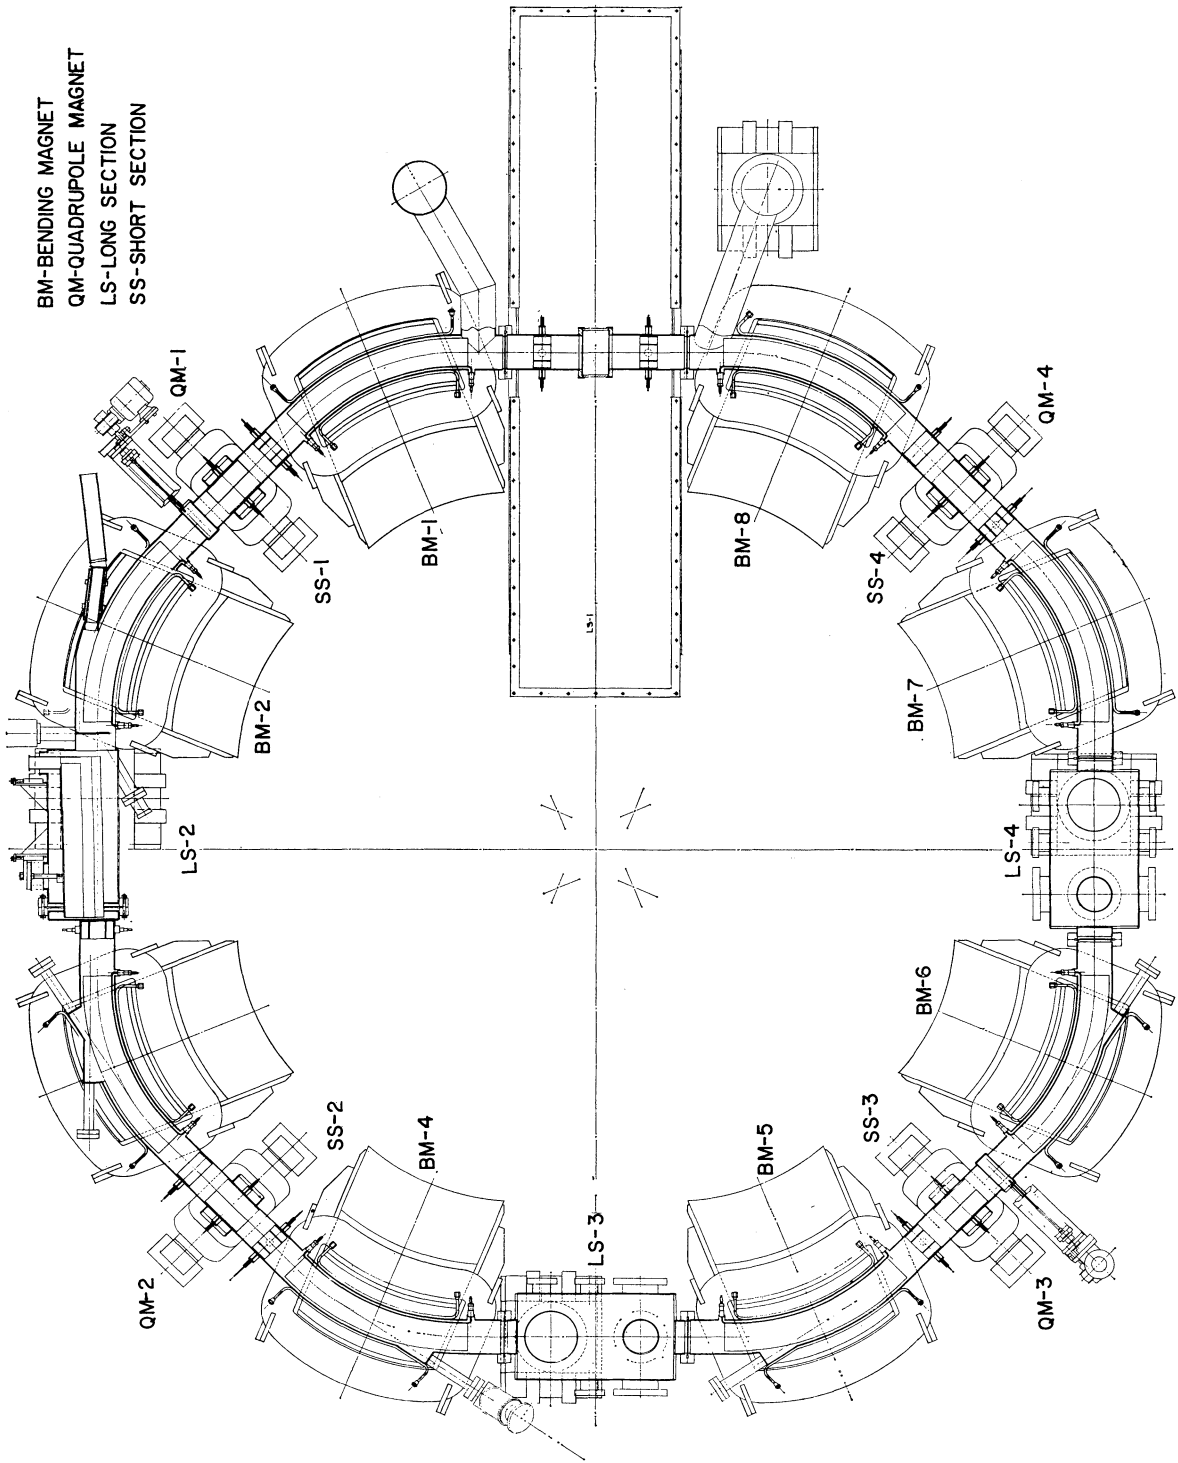 BM-BENDING MAGNET
QM-QUADRUPOLE MAGNET
LS-LONG SECTION
SS-SHORT SECTION
QM-1
SS-1
BM-1
BM-2
LS-2
LS-1
BM-8
SS-4
QM-4
BM-7
LS-4
BM-6
SS-3
QM-3
BM-5
LS-3
BM-4
SS-2
QM-2